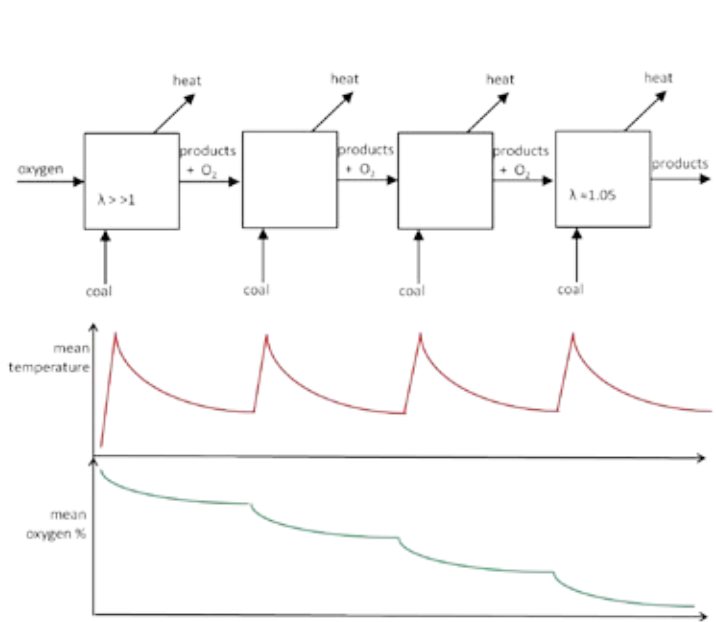 heat
heat
heat
heat
oxygen
products
+ O₂
products
+ O₂
products
+ O₂
products
λ > >1
λ =1.05
coal
coal
coal
coal
mean
temperature
mean
oxygen %